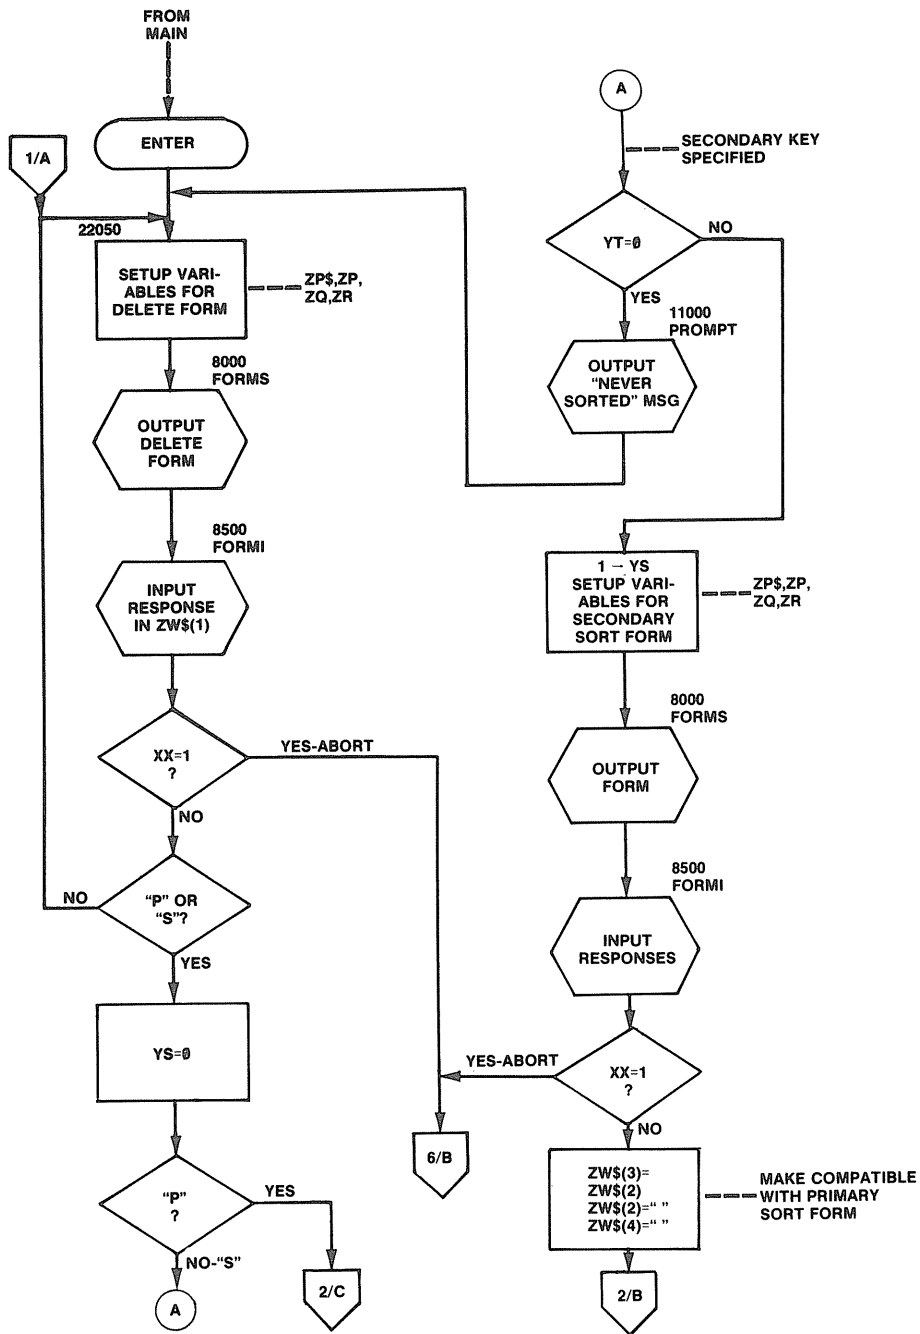 FROM
MAIN
ENTER
1/A
22050
SETUP VARI-
ABLES FOR
DELETE FORM
ZP$,ZP,
ZQ,ZR
8000
FORMS
OUTPUT
DELETE
FORM
8500
FORMI
INPUT
RESPONSE
IN ZW$(1)
XX=1
?
YES-ABORT
NO
"P" OR
"S"?
NO
YES
YS=0
"P"
?
YES
NO-"S"
A
2/C
6/B
A
SECONDARY KEY
SPECIFIED
YT=0
NO
YES
11000
PROMPT
OUTPUT
"NEVER
SORTED" MSG
1 → YS
SETUP VARI-
ABLES FOR
SECONDARY
SORT FORM
ZP$,ZP,
ZQ,ZR
8000
FORMS
OUTPUT
FORM
8500
FORMI
INPUT
RESPONSES
XX=1
?
YES-ABORT
NO
ZW$(3)=
ZW$(2)
ZW$(2)=" "
ZW$(4)=" "
MAKE COMPATIBLE
WITH PRIMARY
SORT FORM
2/B